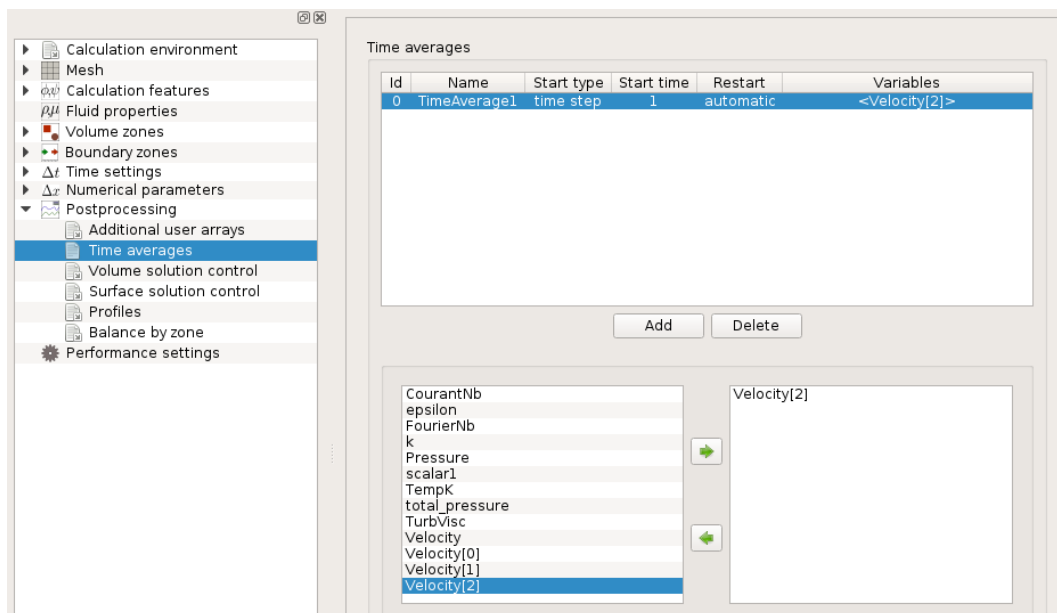 Calculation environment
Mesh
φ,ψ Calculation features
ρ,μ Fluid properties
Volume zones
Boundary zones
Δt Time settings
Δx Numerical parameters
Postprocessing
Additional user arrays
Time averages
Volume solution control
Surface solution control
Profiles
Balance by zone
Performance settings
Time averages
Id Name Start type Start time Restart Variables
0 TimeAverage1 time step 1 automatic <Velocity[2]>
Add Delete
CourantNb
epsilon
FourierNb
k
Pressure
scalar1
TempK
total_pressure
TurbVisc
Velocity
Velocity[0]
Velocity[1]
Velocity[2]
Velocity[2]